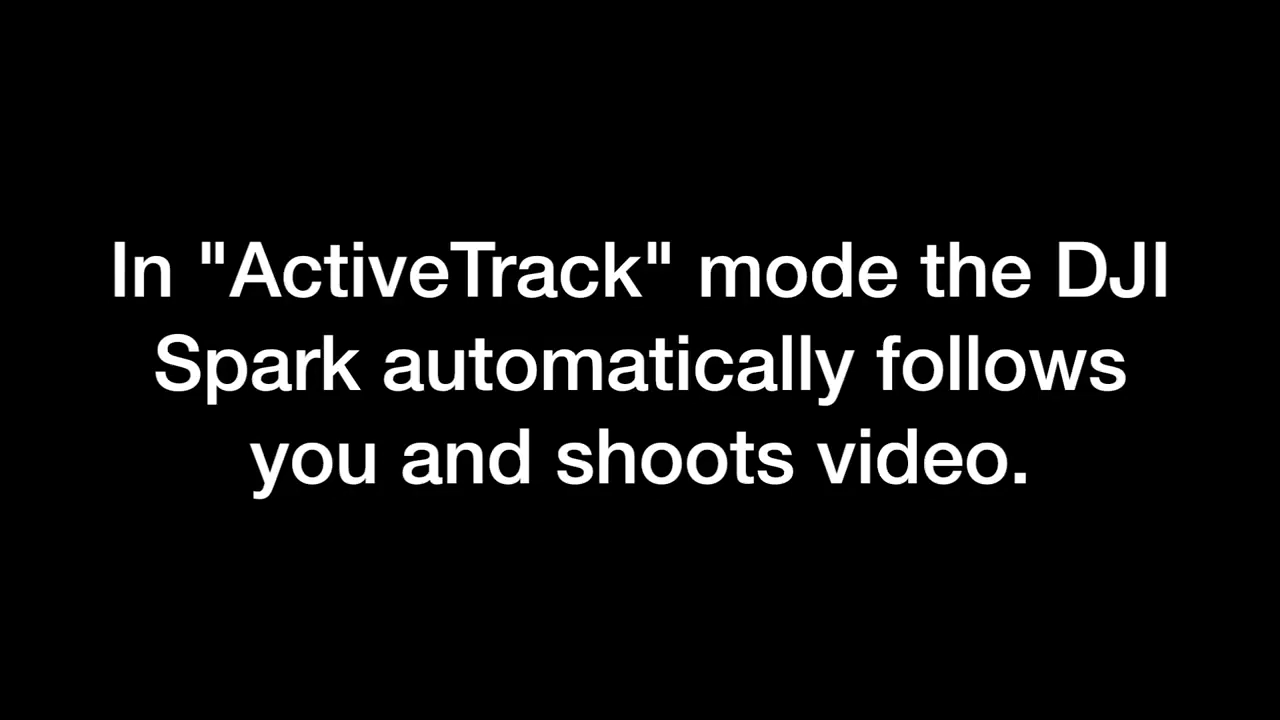 In "ActiveTrack" mode the DJI
Spark automatically follows
you and shoots video.